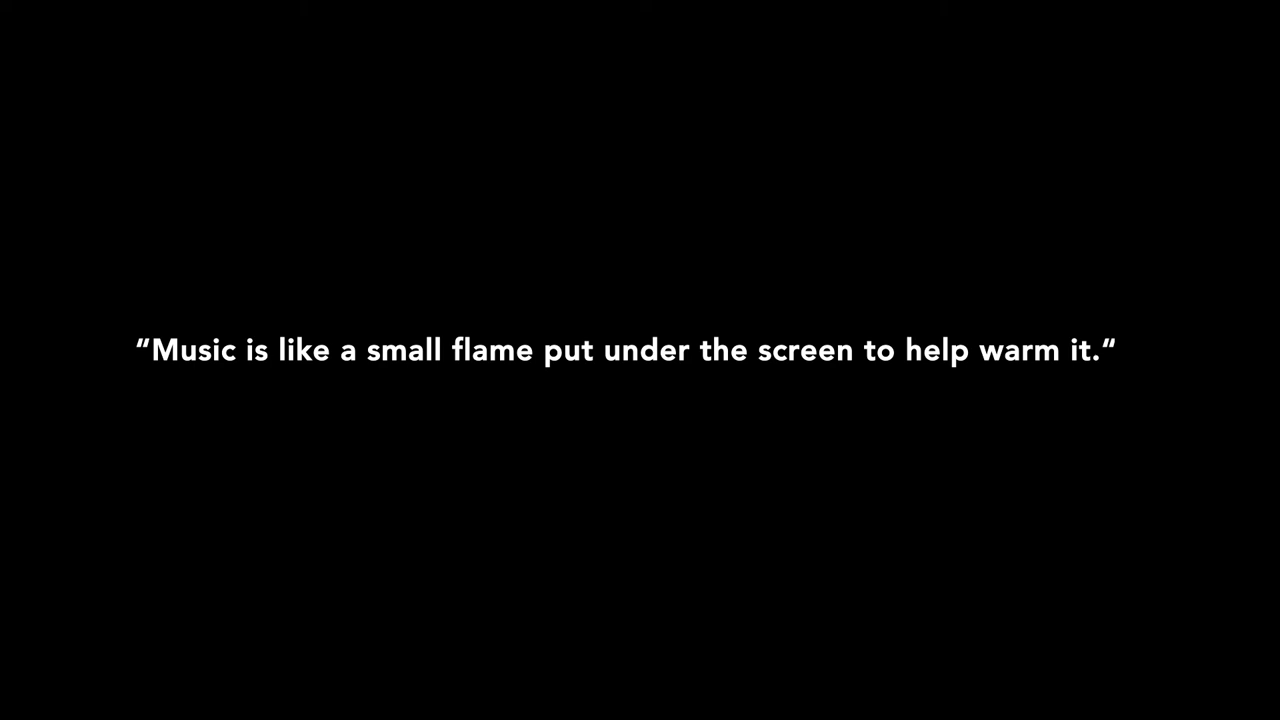 “Music is like a small flame put under the screen to help warm it.“